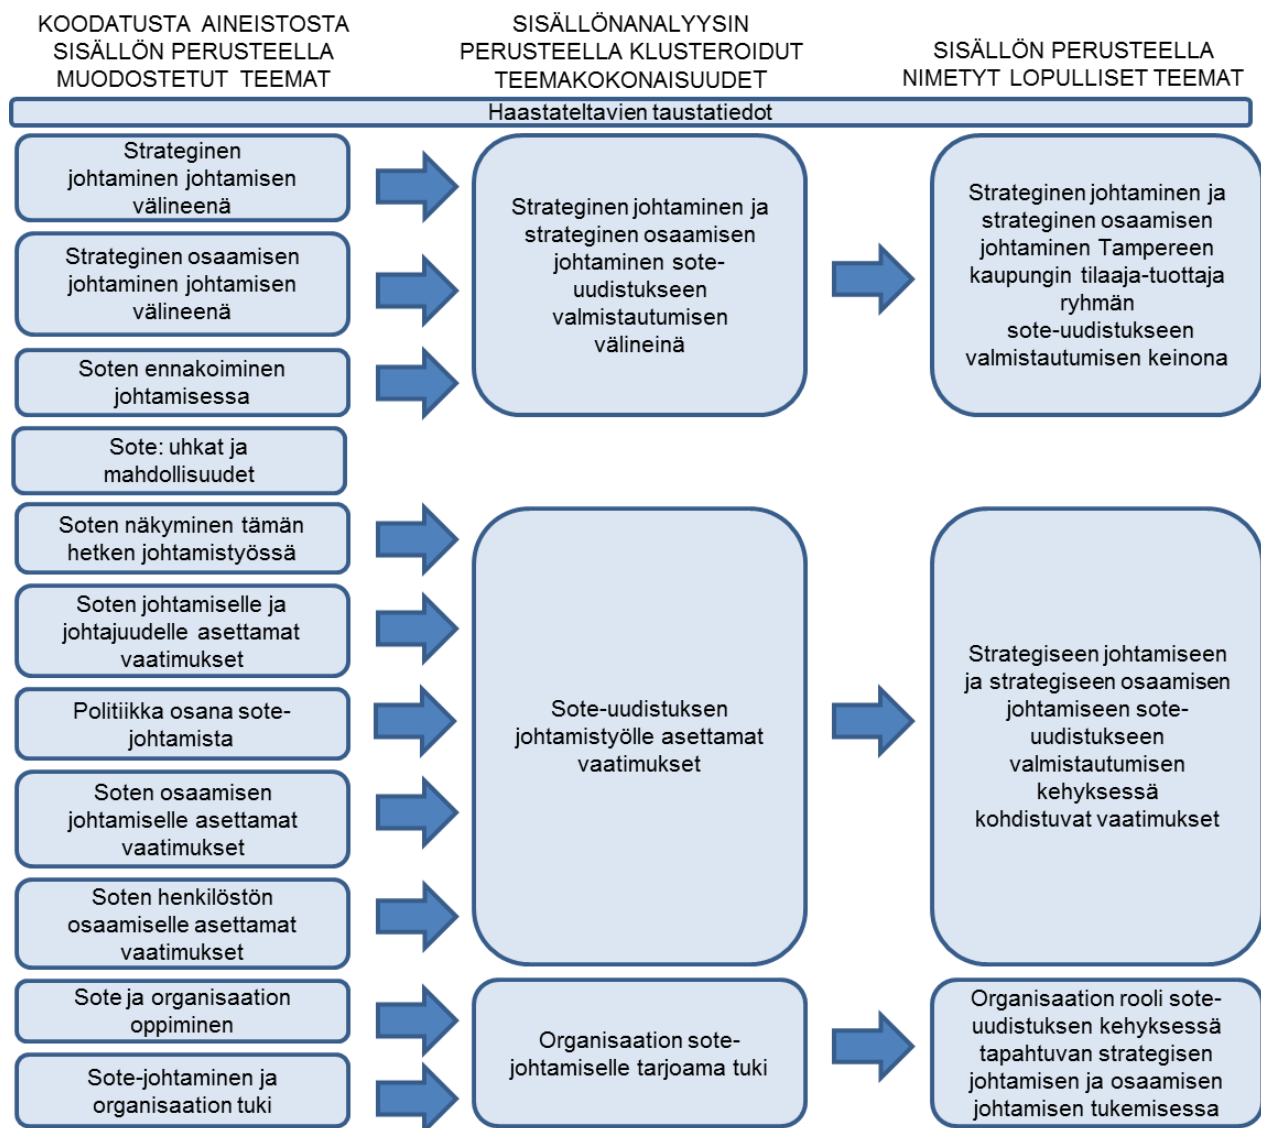 KOODATUSTA AINEISTOSTA
SISÄLLÖN PERUSTEELLA
MUODOSTETUT TEEMAT
SISÄLLÖNANALYYSIN
PERUSTEELLA KLUSTEROIDUT
TEEMAKOKONAISUUDET
SISÄLLÖN PERUSTEELLA
NIMETYT LOPULLISET TEEMAT
Haastateltavien taustatiedot
Strateginen
johtaminen johtamisen
välineenä
Strateginen osaamisen
johtaminen johtamisen
välineenä
Soten ennakoiminen
johtamisessa
Strateginen johtaminen ja
strateginen osaamisen
johtaminen sote-
uudistukseen
valmistautumisen
välineinä
Strateginen johtaminen ja
strateginen osaamisen
johtaminen Tampereen
kaupungin tilaaja-tuottaja
ryhmän
sote-uudistukseen
valmistautumisen keinona
Sote: uhkat ja
mahdollisuudet
Soten näkyminen tämän
hetken johtamistyössä
Soten johtamiselle ja
johtajuudelle asettamat
vaatimukset
Politiikka osana sote-
johtamista
Soten osaamisen
johtamiselle asettamat
vaatimukset
Soten henkilöstön
osaamiselle asettamat
vaatimukset
Sote-uudistuksen
johtamistyölle asettamat
vaatimukset
Strategiseen johtamiseen
ja strategiseen osaamisen
johtamiseen sote-
uudistukseen
valmistautumisen
kehyksessä
kohdistuvat vaatimukset
Sote ja organisaation
oppiminen
Sote-johtaminen ja
organisaation tuki
Organisaation sote-
johtamiselle tarjoama tuki
Organisaation rooli sote-
uudistuksen kehyksessä
tapahtuvan strategisen
johtamisen ja osaamisen
johtamisen tukemisessa